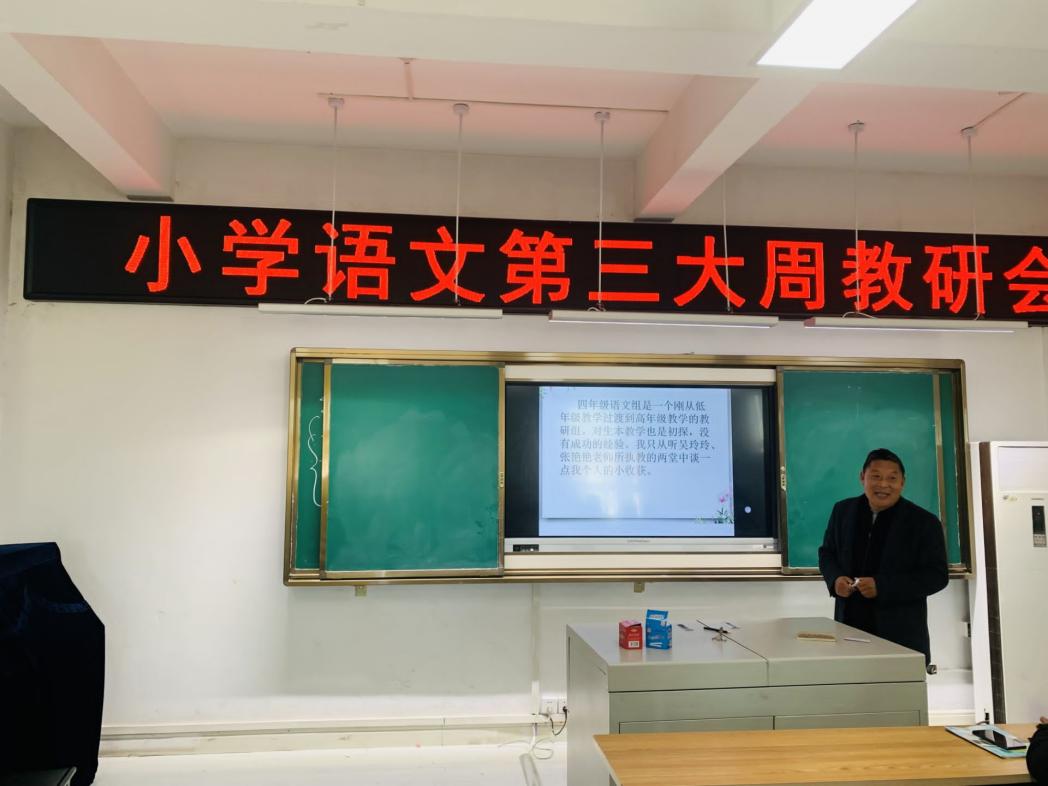 小学语文第三大周教研会
四年级语文组是一个刚从低
年级教学过渡到高年级教学的教
研组，对生本教学也是初探，没
有成功的经验。我只从听吴玲玲、
张艳艳老师所执教的两堂中谈一
点我个人的小收获。